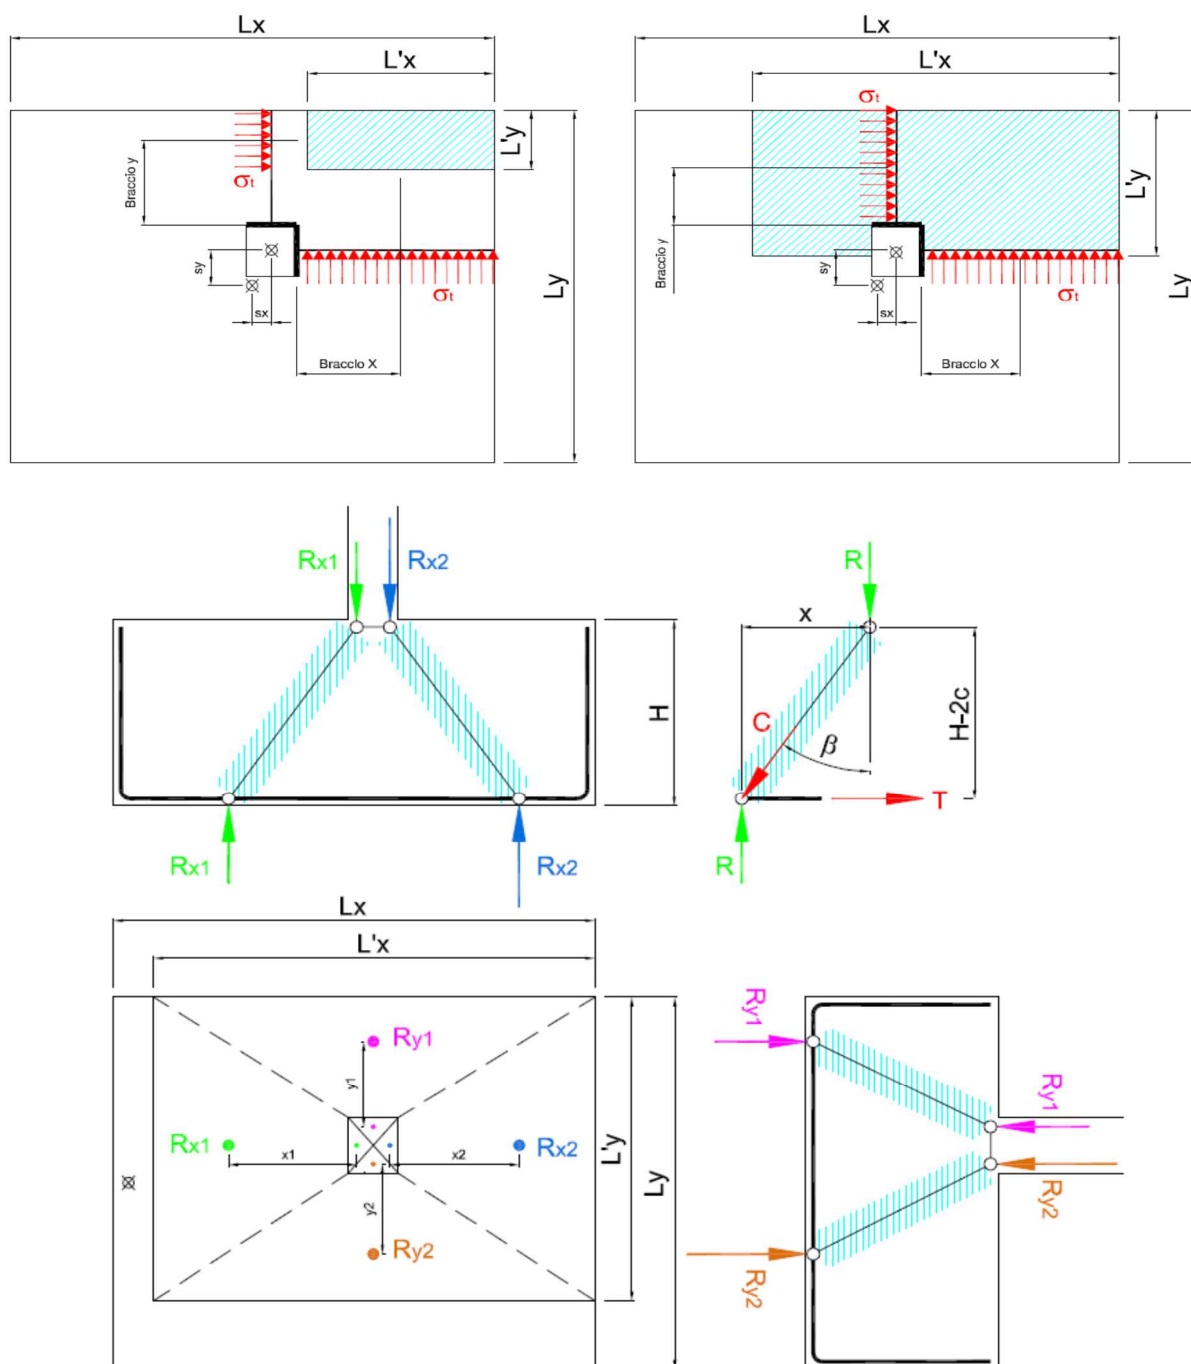 Lx
L'x
L'y
Braccio y
σt
sy
Ly
sx
σt
Braccio X
Lx
L'x
σt
L'y
Braccio y
sy
Ly
σt
sx
Braccio X
Rx1
Rx2
H
Rx1
Rx2
R
x
C
β
H-2c
T
R
Lx
L'x
Ry1
y1
Rx1
x1
x2
Rx2
y2
Ry2
L'y
Ly
Ry1
Ry1
Ry2
Ry2